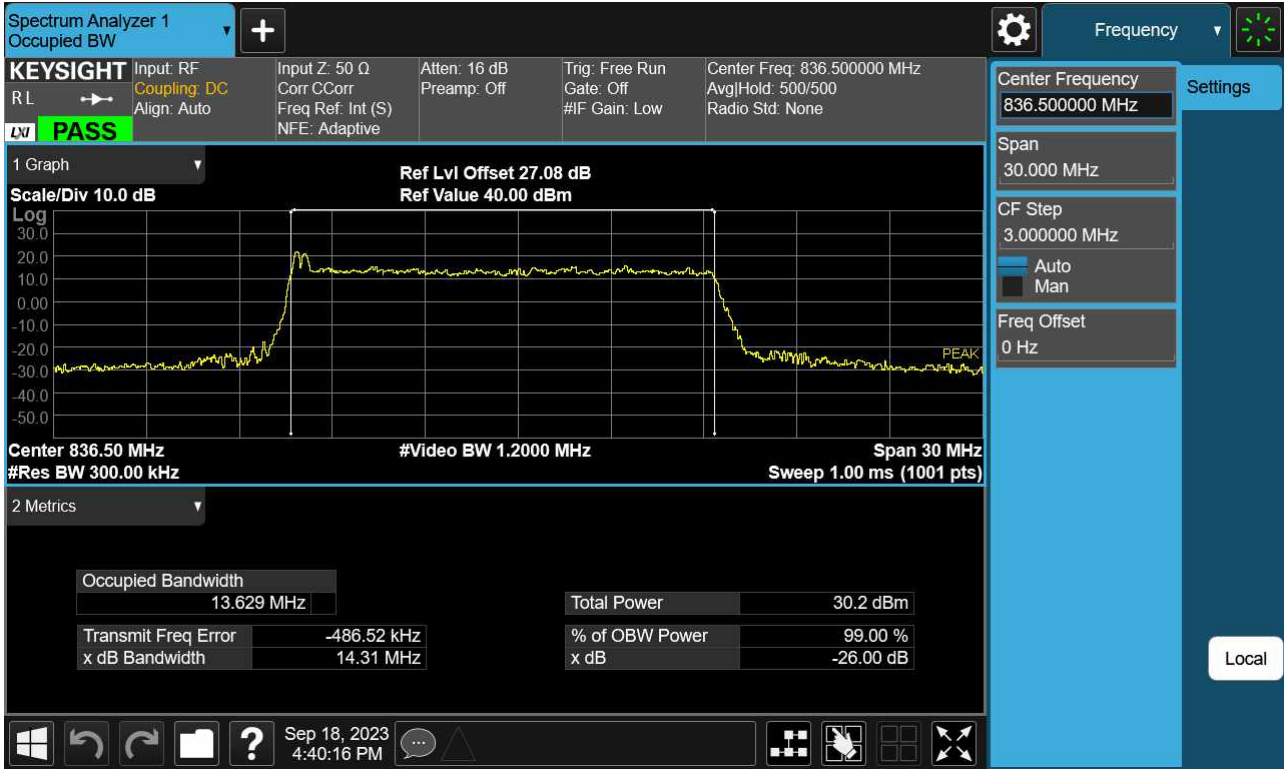 Spectrum Analyzer 1
Occupied BW
Frequency
KEYSIGHT
R L
LXI PASS
Input: RF
Coupling: DC
Align: Auto
Input Z: 50 Ω
Corr CCorr
Freq Ref: Int (S)
NFE: Adaptive
Atten: 16 dB
Preamp: Off
Trig: Free Run
Gate: Off
#IF Gain: Low
Center Freq: 836.500000 MHz
Avg|Hold: 500/500
Radio Std: None
Center Frequency
836.500000 MHz
Settings
Span
30.000 MHz
CF Step
3.000000 MHz
Auto
Man
Freq Offset
0 Hz
Local
1 Graph
Scale/Div 10.0 dB
Ref Lvl Offset 27.08 dB
Ref Value 40.00 dBm
Log
30.0
20.0
10.0
0.00
-10.0
-20.0
-30.0
-40.0
-50.0
PEAK
Center 836.50 MHz
#Video BW 1.2000 MHz
Span 30 MHz
#Res BW 300.00 kHz
Sweep 1.00 ms (1001 pts)
2 Metrics
Occupied Bandwidth
13.629 MHz
Total Power 30.2 dBm
Transmit Freq Error -486.52 kHz
% of OBW Power 99.00 %
x dB Bandwidth 14.31 MHz
x dB -26.00 dB
?
Sep 18, 2023
4:40:16 PM